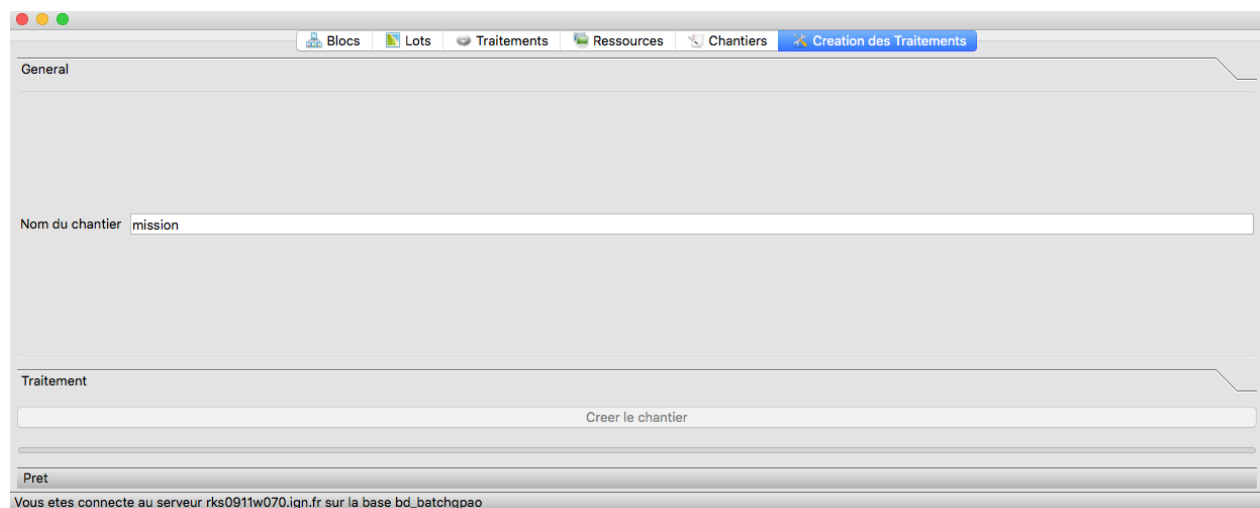 Blocs Lots Traitements Ressources Chantiers Creation des Traitements
General
Nom du chantier mission
Traitement
Creer le chantier
Pret
Vous etes connecte au serveur rks0911w070.ign.fr sur la base bd_batchgpao